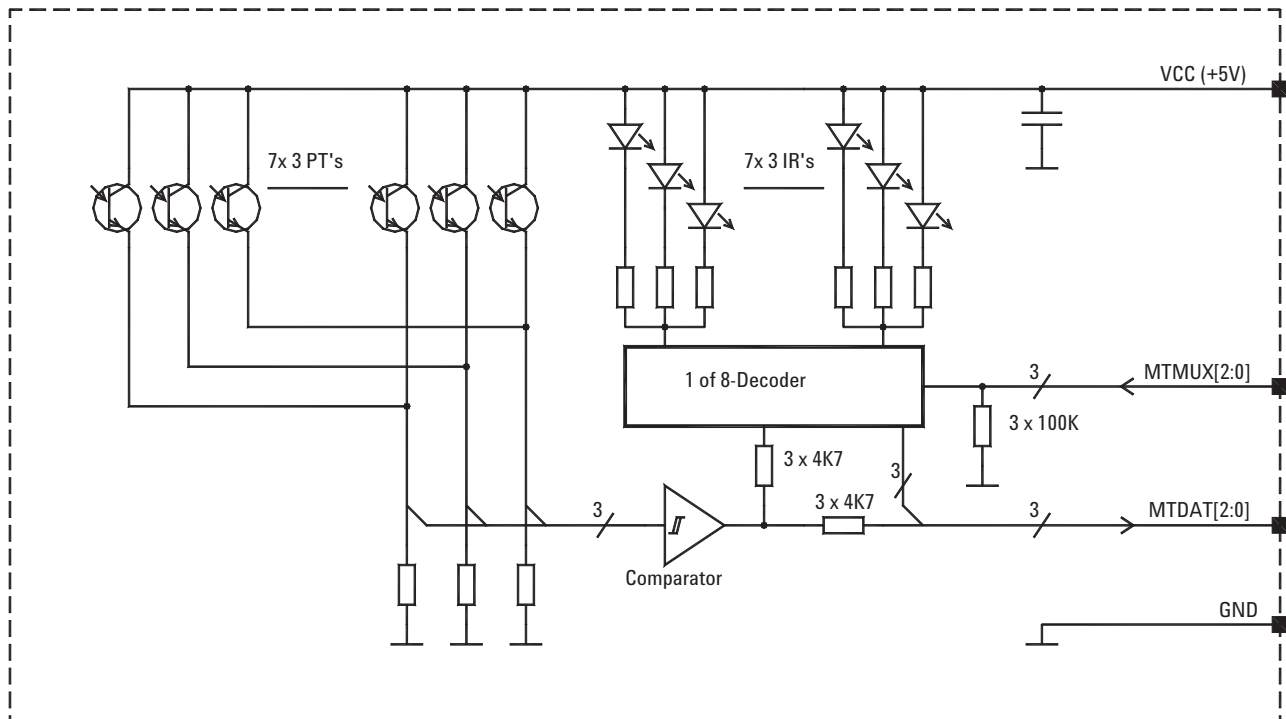 VCC (+5V)
7x 3 PT's
7x 3 IR's
1 of 8-Decoder
3
MTMUX[2:0]
3 x 100K
3 x 4K7
3
3 x 4K7
3
3
MTDAT[2:0]
Comparator
GND